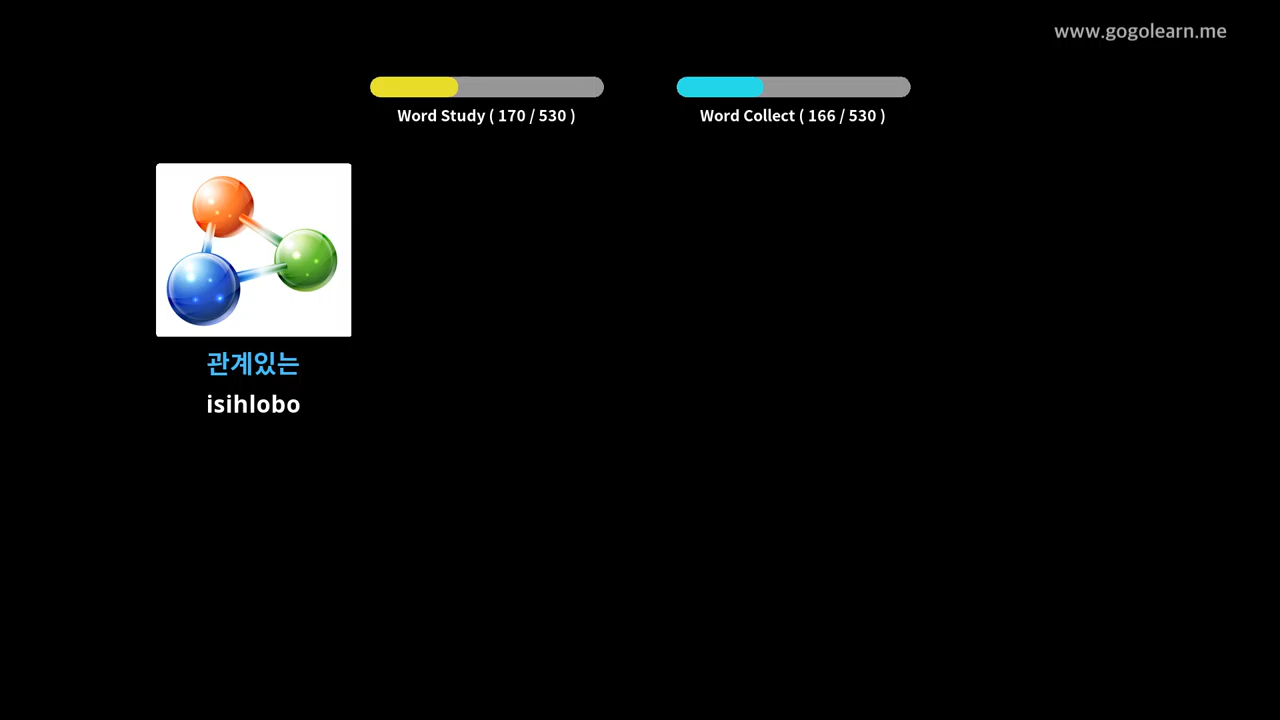 www.gogolearn.me
Word Study ( 170 / 530 )
Word Collect ( 166 / 530 )
관계있는
isihlobo